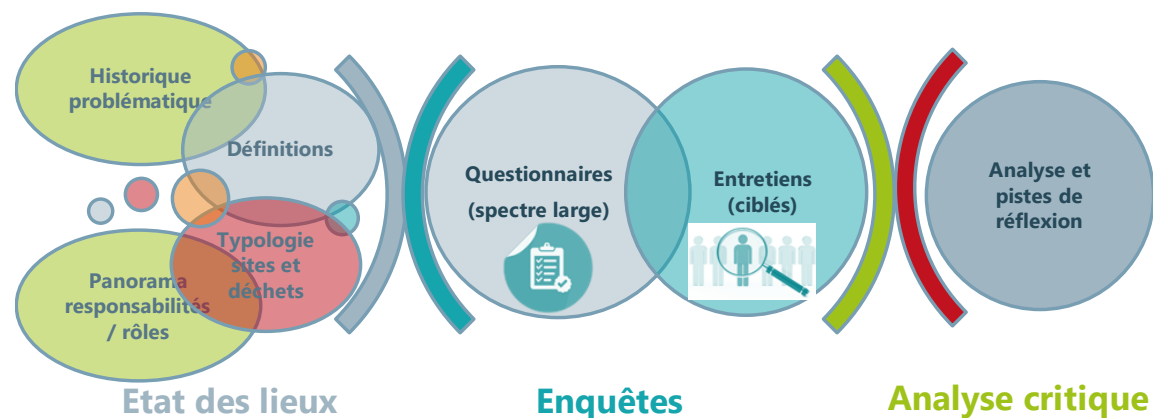 Historique
problématique
Définitions
Typologie
sites et
déchets
Panorama
responsabilités
/ rôles
Questionnaires
(spectre large)
Entretiens
(ciblés)
Analyse et
pistes de
réflexion
Etat des lieux
Enquêtes
Analyse critique